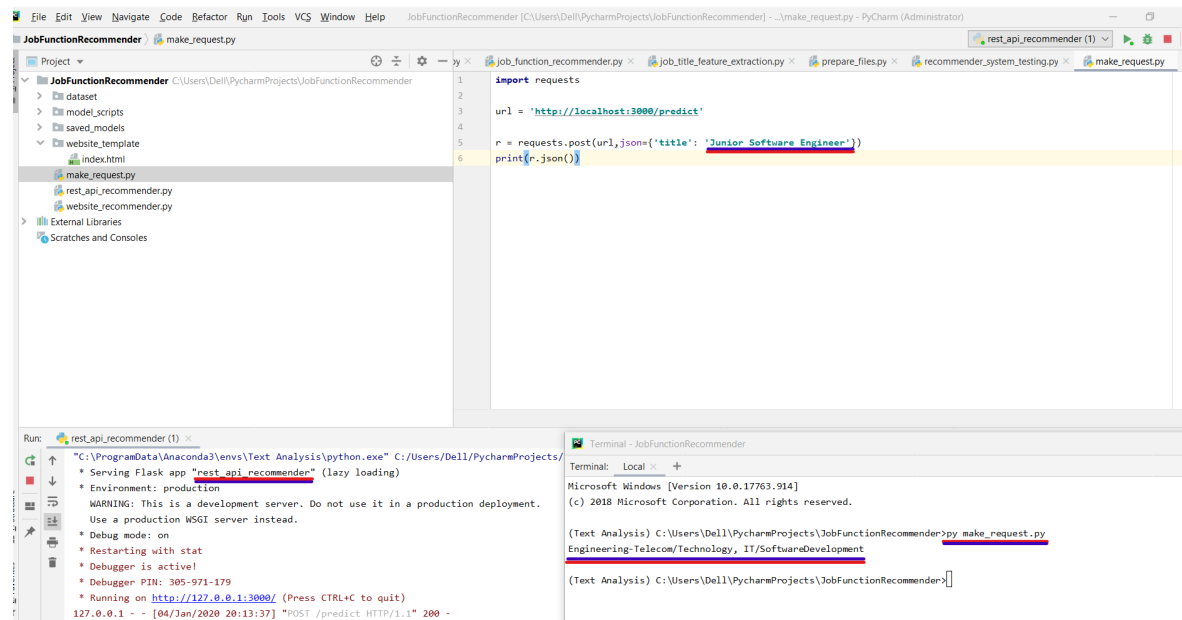 File Edit View Navigate Code Refactor Run Tools VCS Window Help JobFunctionRecommender [C:\Users\Dell\PycharmProjects\JobFunctionRecommender] - ...\make_request.py - PyCharm (Administrator)
JobFunctionRecommender make_request.py rest_api_recommender (1)
Project
py job_function_recommender.py job_title_feature_extraction.py prepare_files.py recommender_system_testing.py make_request.py
JobFunctionRecommender C:\Users\Dell\PycharmProjects\JobFunctionRecommender
dataset
model_scripts
saved_models
website_template
index.html
make_request.py
rest_api_recommender.py
website_recommender.py
External Libraries
Scratches and Consoles
1 import requests
2
3 url = 'http://localhost:3000/predict'
4
5 r = requests.post(url,json={'title': 'Junior Software Engineer'})
6 print(r.json())
Run: rest_api_recommender (1)
"C:\ProgramData\Anaconda3\envs\Text Analysis\python.exe" C:/Users/Dell/PycharmProjects/
* Serving Flask app "rest_api_recommender" (lazy loading)
* Environment: production
WARNING: This is a development server. Do not use it in a production deployment.
Use a production WSGI server instead.
* Debug mode: on
* Restarting with stat
* Debugger is active!
* Debugger PIN: 305-971-179
* Running on http://127.0.0.1:3000/ (Press CTRL+C to quit)
127.0.0.1 - - [04/Jan/2020 20:13:37] "POST /predict HTTP/1.1" 200 -
Terminal - JobFunctionRecommender
Terminal: Local +
Microsoft Windows [Version 10.0.17763.914]
(c) 2018 Microsoft Corporation. All rights reserved.
(Text Analysis) C:\Users\Dell\PycharmProjects\JobFunctionRecommender>py make_request.py
Engineering-Telecom/Technology, IT/SoftwareDevelopment
(Text Analysis) C:\Users\Dell\PycharmProjects\JobFunctionRecommender>